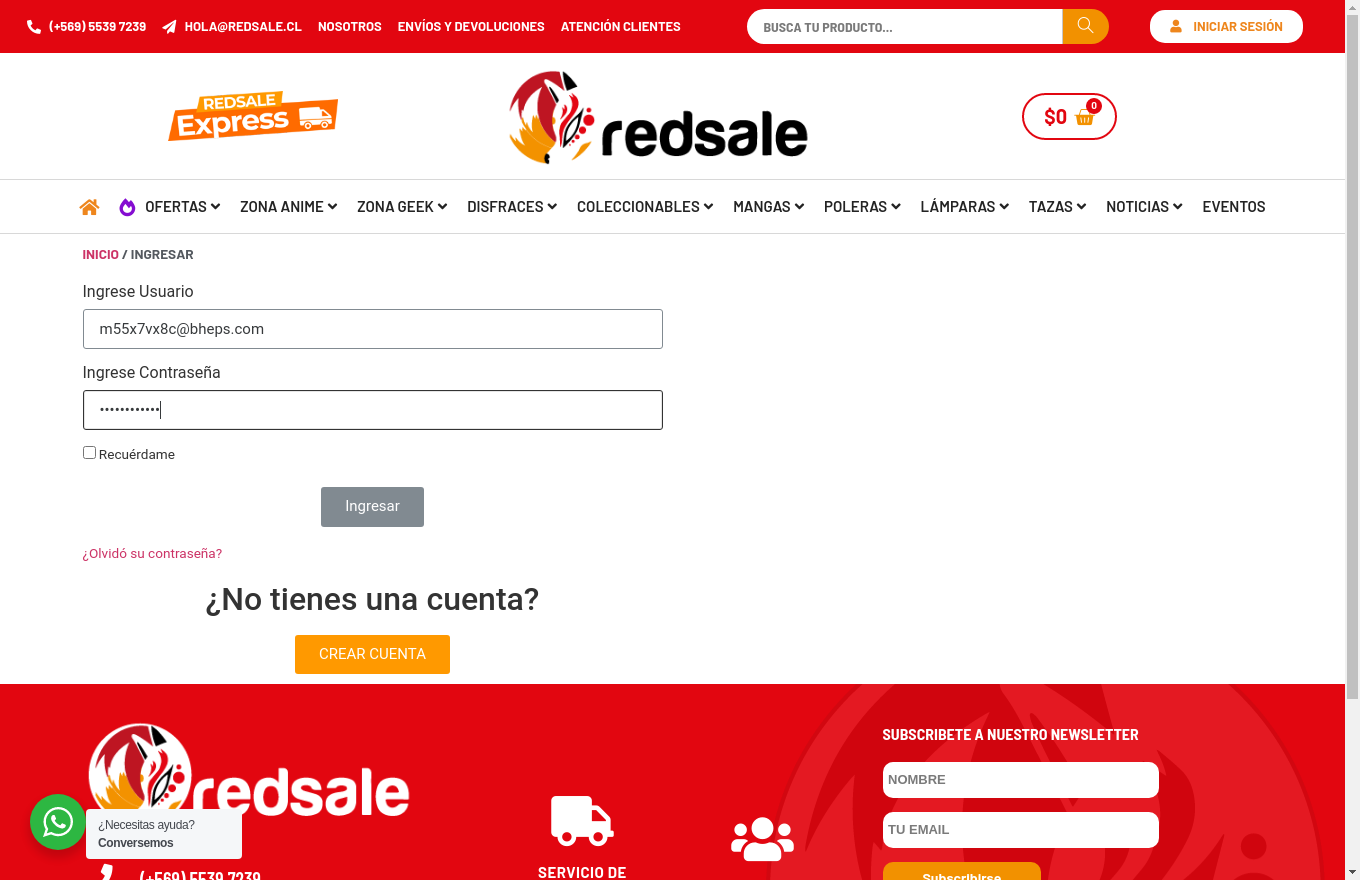 (+569) 5539 7239 HOLA@REDSALE.CL NOSOTROS ENVÍOS Y DEVOLUCIONES ATENCIÓN CLIENTES BUSCA TU PRODUCTO... INICIAR SESIÓN
REDSALE
Express
redsale
$0 0
OFERTAS ZONA ANIME ZONA GEEK DISFRACES COLECCIONABLES MANGAS POLERAS LÁMPARAS TAZAS NOTICIAS EVENTOS
INICIO / INGRESAR
Ingrese Usuario
m55x7vx8c@bheps.com
Ingrese Contraseña
••••••••••••
Recuérdame
Ingresar
¿Olvidó su contraseña?
¿No tienes una cuenta?
CREAR CUENTA
redsale
¿Necesitas ayuda?
Conversemos
(+569) 5539 7239
SERVICIO DE
SUBSCRIBETE A NUESTRO NEWSLETTER
NOMBRE
TU EMAIL
Subscribirse